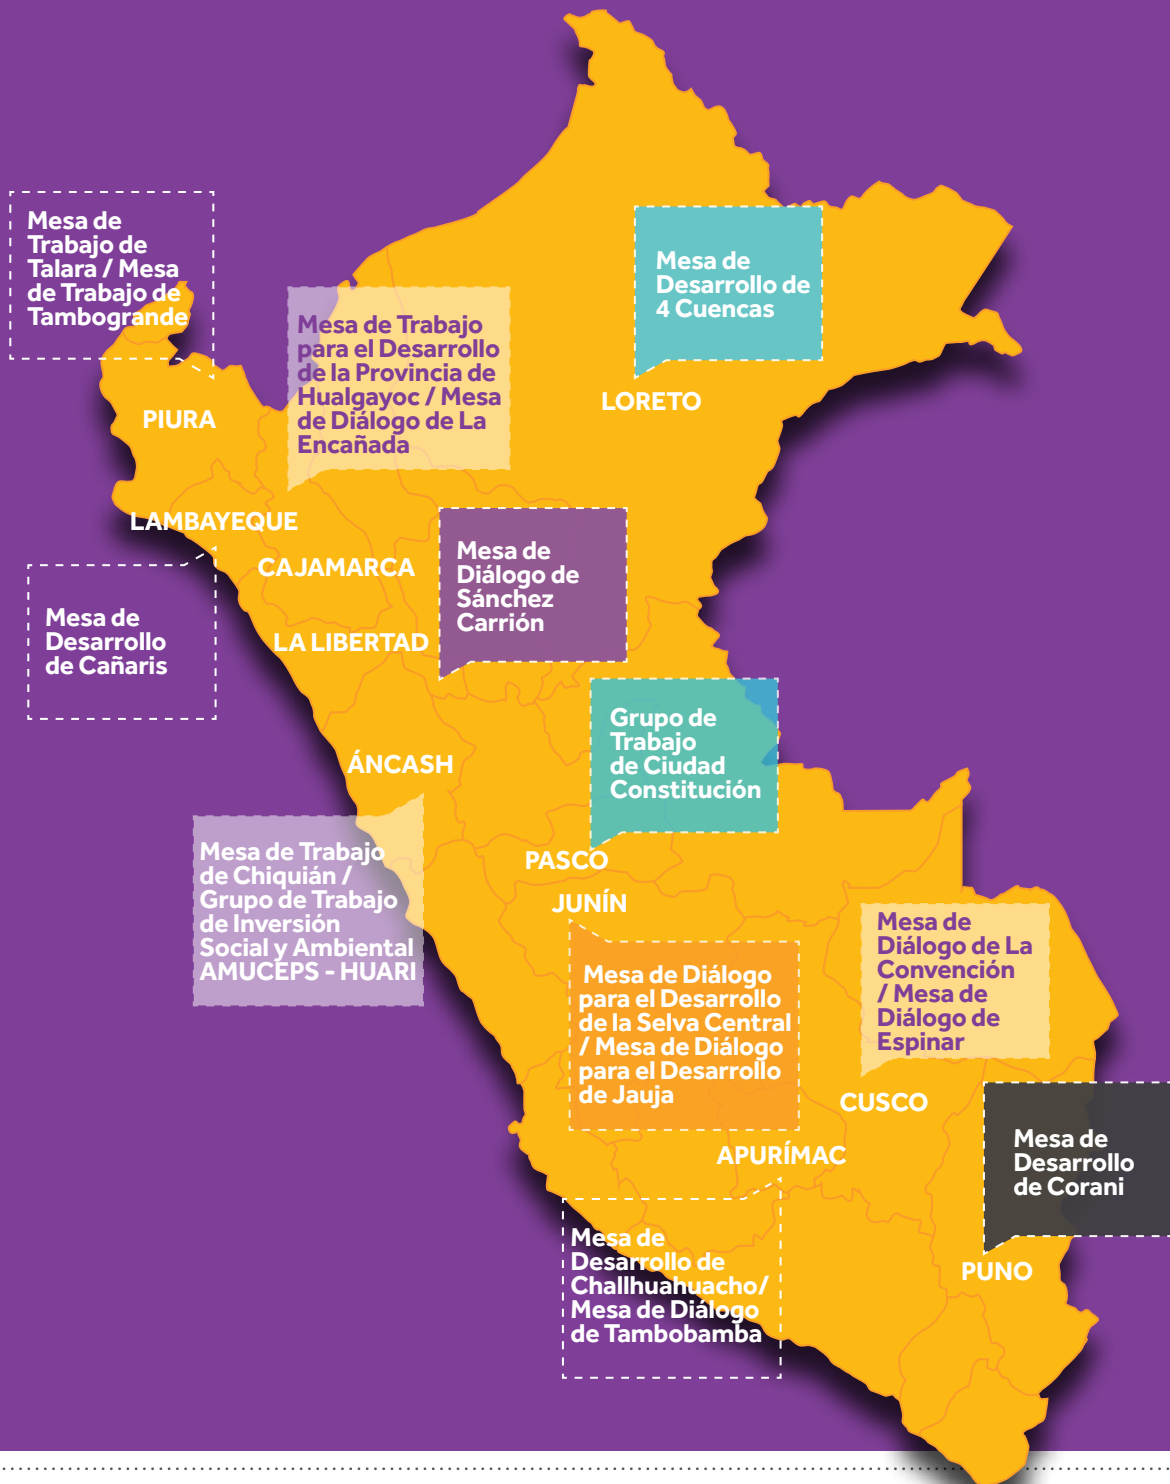 Mesa de
Trabajo de
Talara / Mesa
de Trabajo de
Tambogrande
PIURA
Mesa de Trabajo
para el Desarrollo
de la Provincia de
Hualgayoc / Mesa
de Diálogo de La
Encañada
Mesa de
Desarrollo de
4 Cuencas
LORETO
LAMBAYEQUE
CAJAMARCA
Mesa de
Desarrollo
de Cañaris
LA LIBERTAD
Mesa de
Diálogo de
Sánchez
Carrión
ÁNCASH
Grupo de
Trabajo
de Ciudad
Constitución
PASCO
Mesa de Trabajo
de Chiquián /
Grupo de Trabajo
de Inversión
Social y Ambiental
AMUCEPS - HUARI
JUNÍN
Mesa de Diálogo
para el Desarrollo
de la Selva Central
/ Mesa de Diálogo
para el Desarrollo
de Jauja
Mesa de
Diálogo de La
Convención
/ Mesa de
Diálogo de
Espinar
CUSCO
APURÍMAC
Mesa de
Desarrollo de
Challhuahuacho/
Mesa de Diálogo
de Tambobamba
Mesa de
Desarrollo
de Corani
PUNO